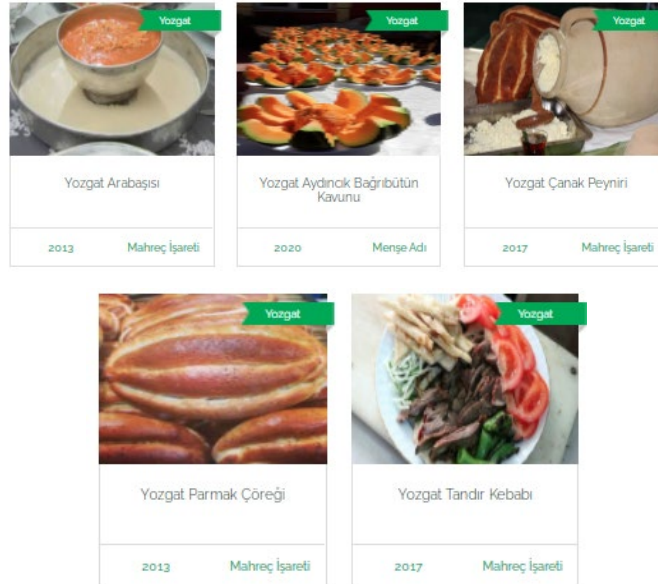 Yozgat
Yozgat
Yozgat
Yozgat Arabaşısı
Yozgat Aydıncık Bağrıbütün
Kavunu
Yozgat Çanak Peyniri
2013 Mahreç İşareti
2020 Menşe Adı
2017 Mahreç İşareti
Yozgat
Yozgat
Yozgat Parmak Çöreği
Yozgat Tandır Kebabı
2013 Mahreç İşareti
2017 Mahreç İşareti